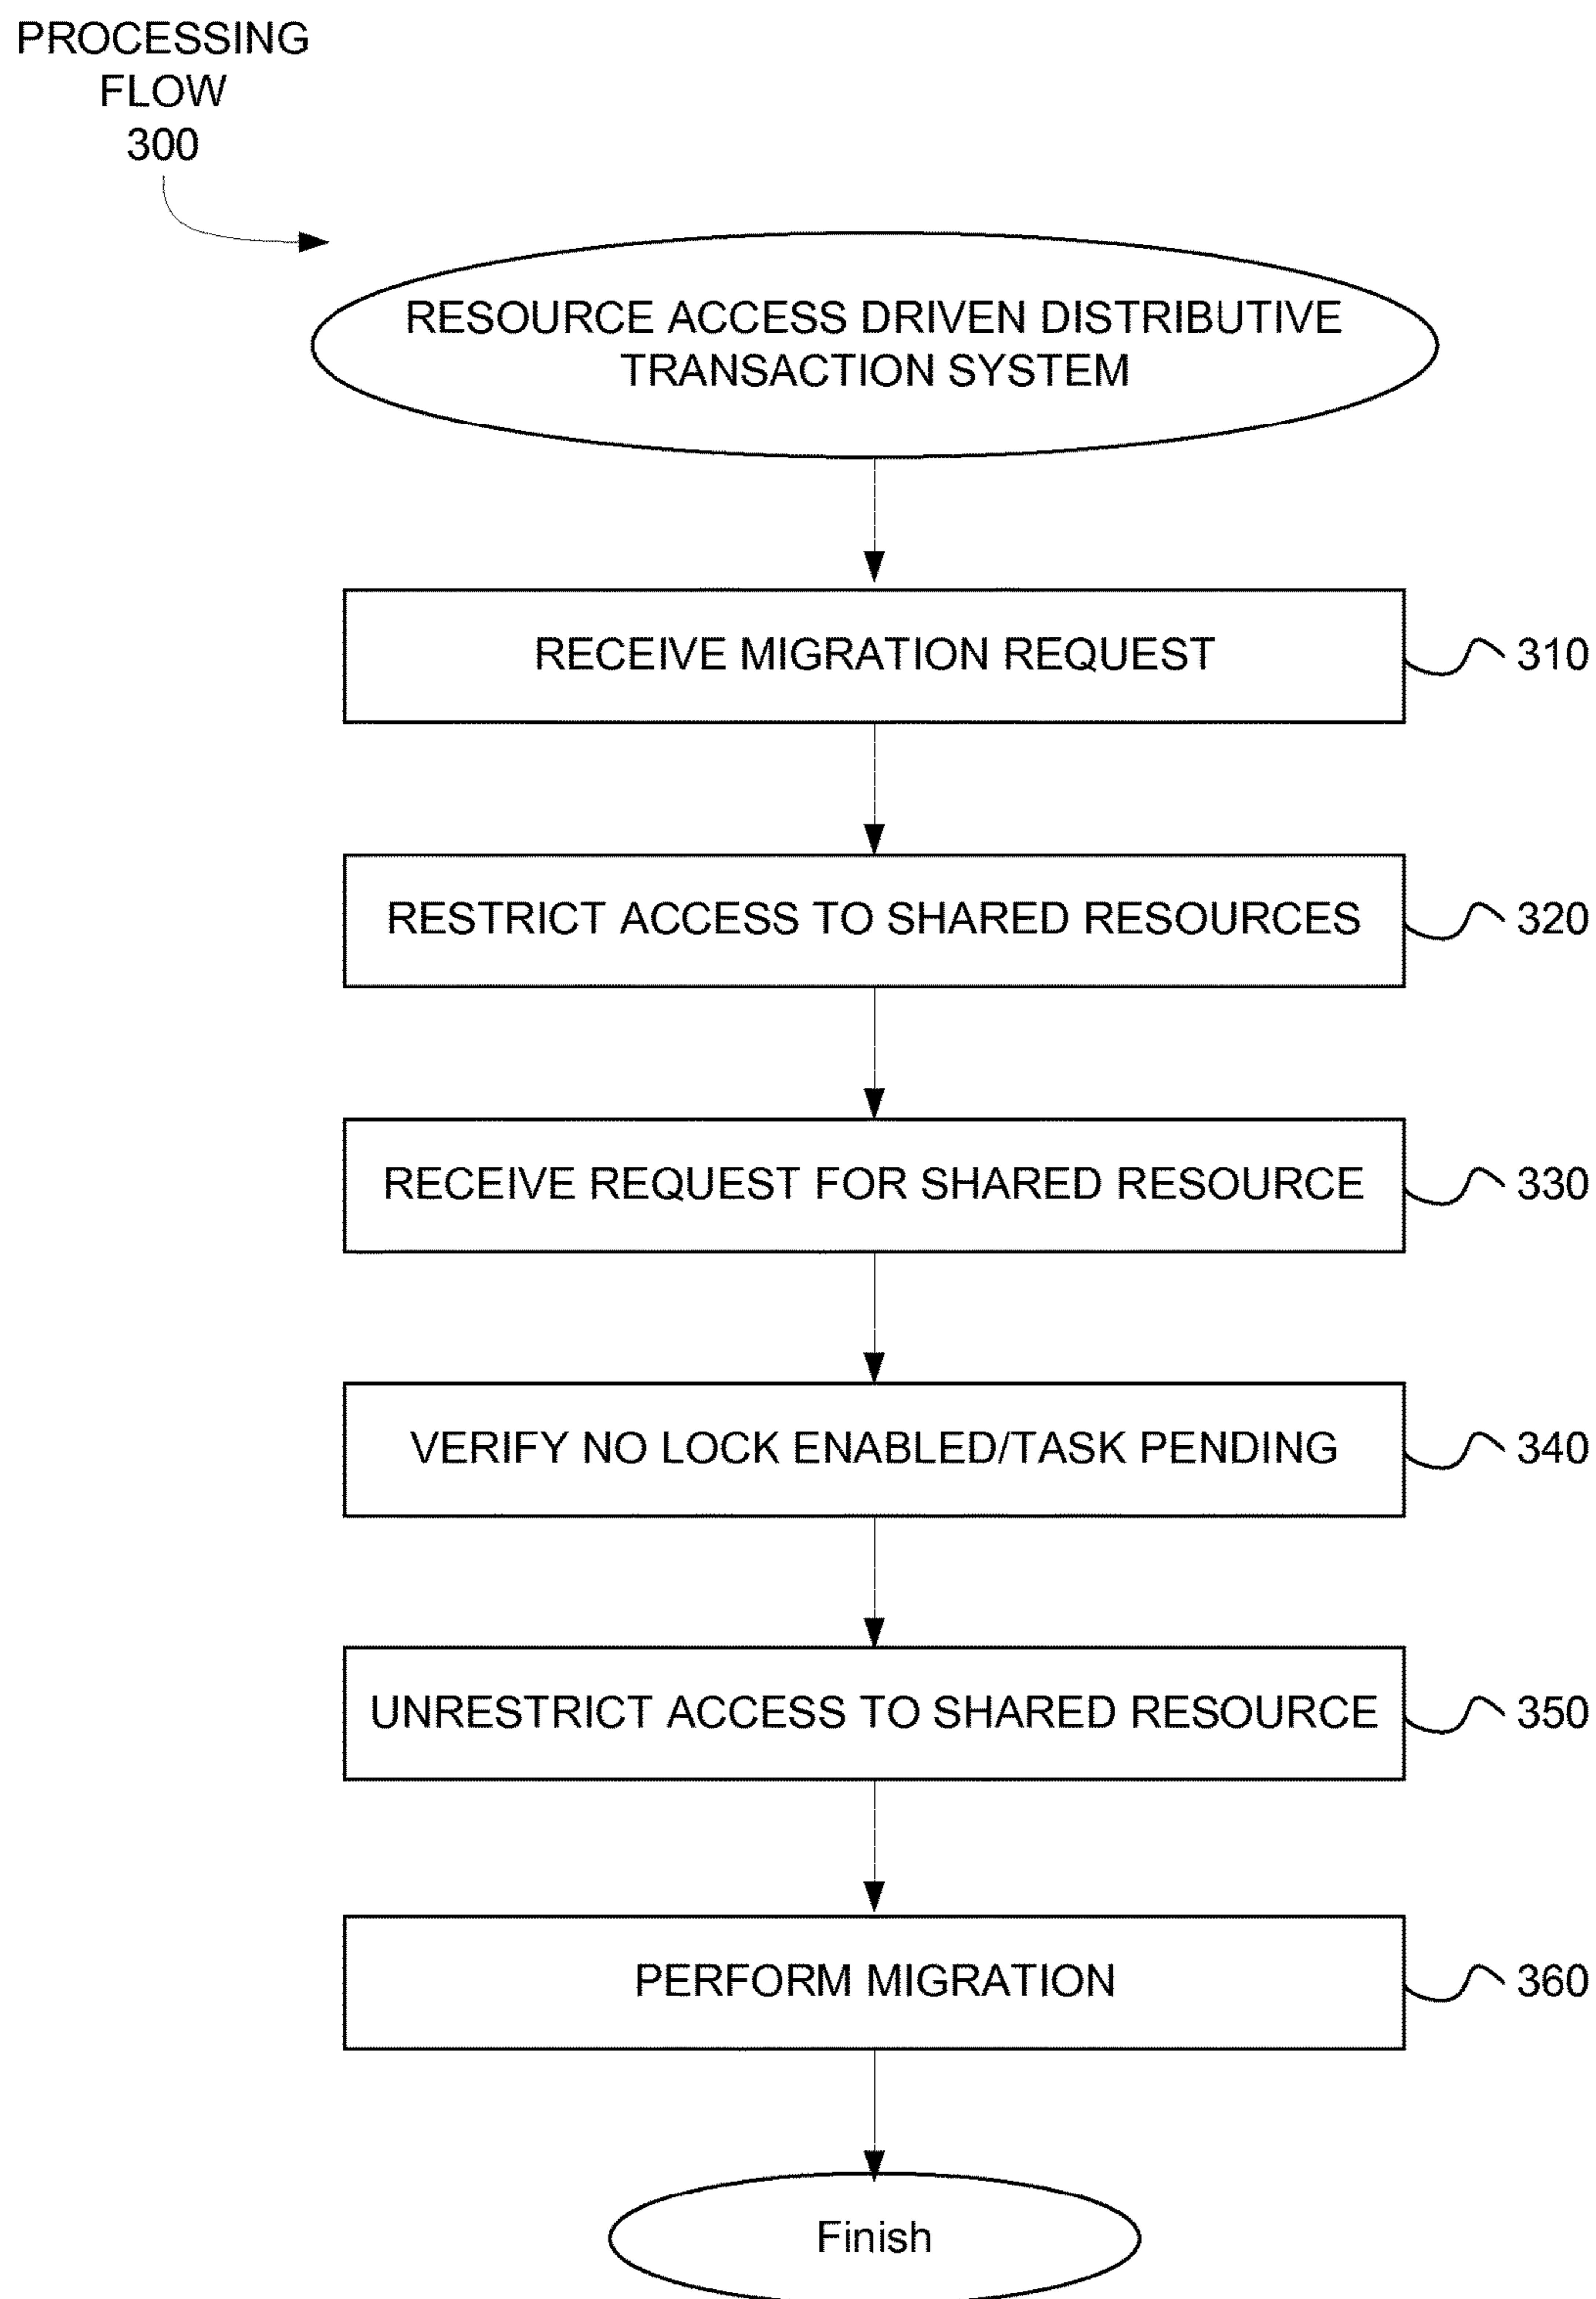 PROCESSING
FLOW
300
RESOURCE ACCESS DRIVEN DISTRIBUTIVE
TRANSACTION SYSTEM
RECEIVE MIGRATION REQUEST
310
RESTRICT ACCESS TO SHARED RESOURCES
320
RECEIVE REQUEST FOR SHARED RESOURCE
330
VERIFY NO LOCK ENABLED/TASK PENDING
340
UNRESTRICT ACCESS TO SHARED RESOURCE
350
PERFORM MIGRATION
360
Finish